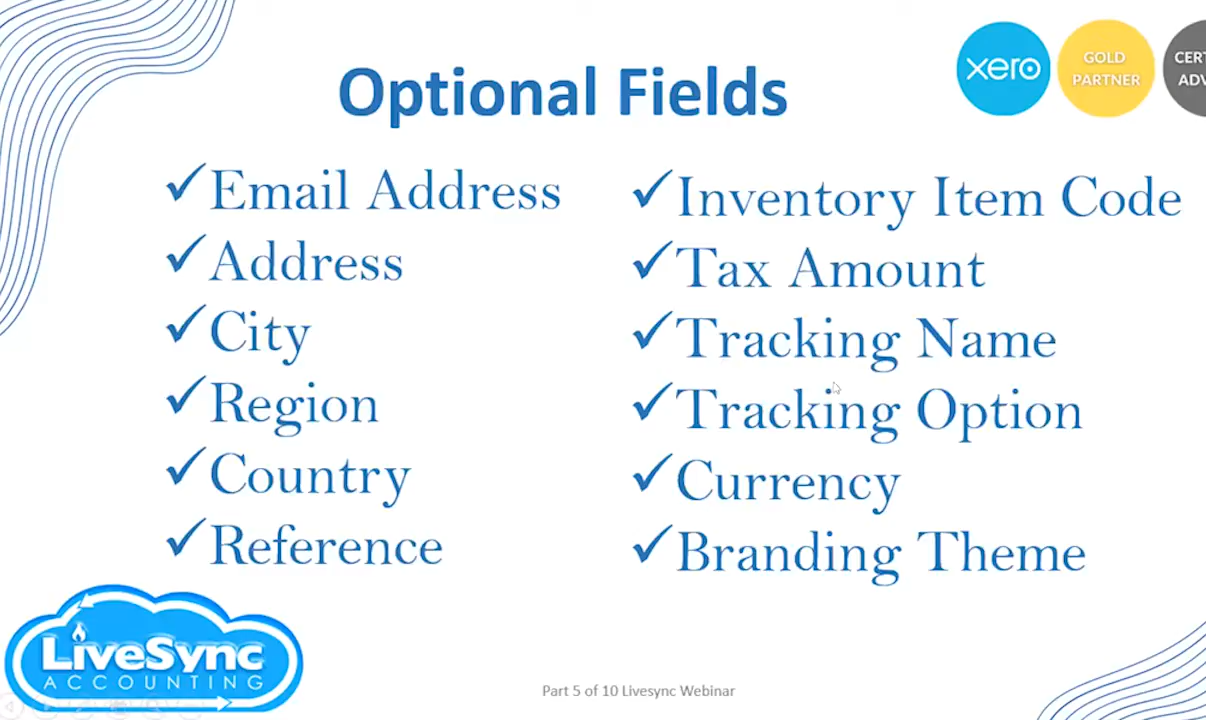 Optional Fields
xero
GOLD
PARTNER
Email Address
Address
City
Region
Country
Reference
Inventory Item Code
Tax Amount
Tracking Name
Tracking Option
Currency
Branding Theme
LiveSync
ACCOUNTING
Part 5 of 10 Livesync Webinar